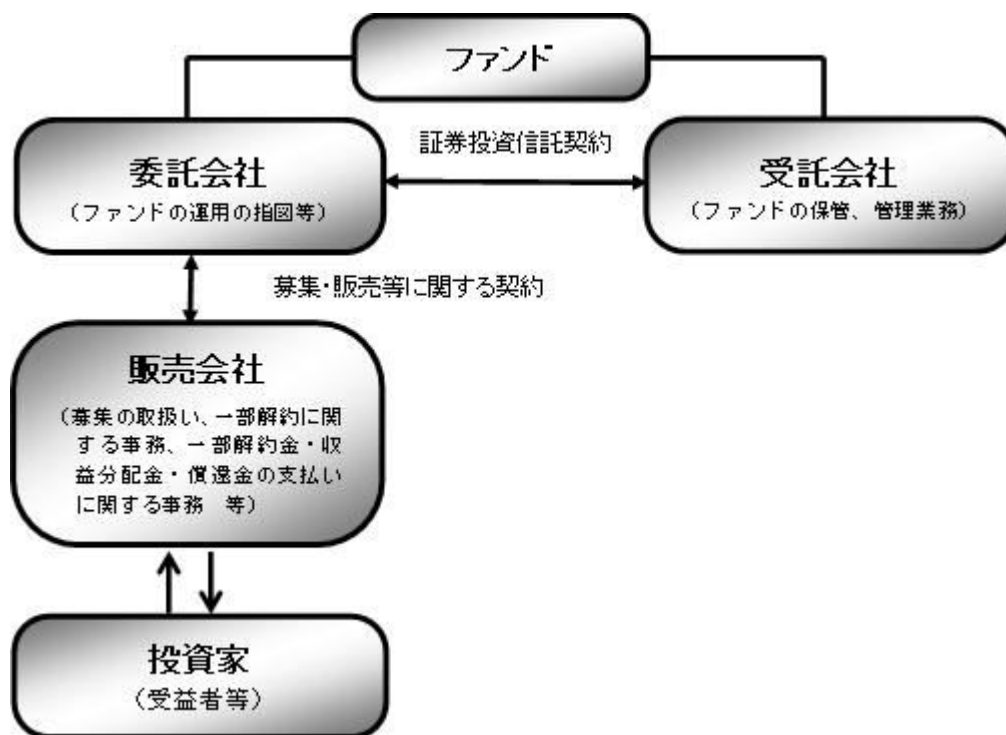 ファンド
証券投資信託契約
委託会社
(ファンドの運用の指図等)
受託会社
(ファンドの保管、管理業務)
募集・販売等に関する契約
販売会社
(募集の取扱い、一部解約に関
する事務、一部解約金・収
益分配金・償還金の支払い
に関する事務　等)
投資家
(受益者等)